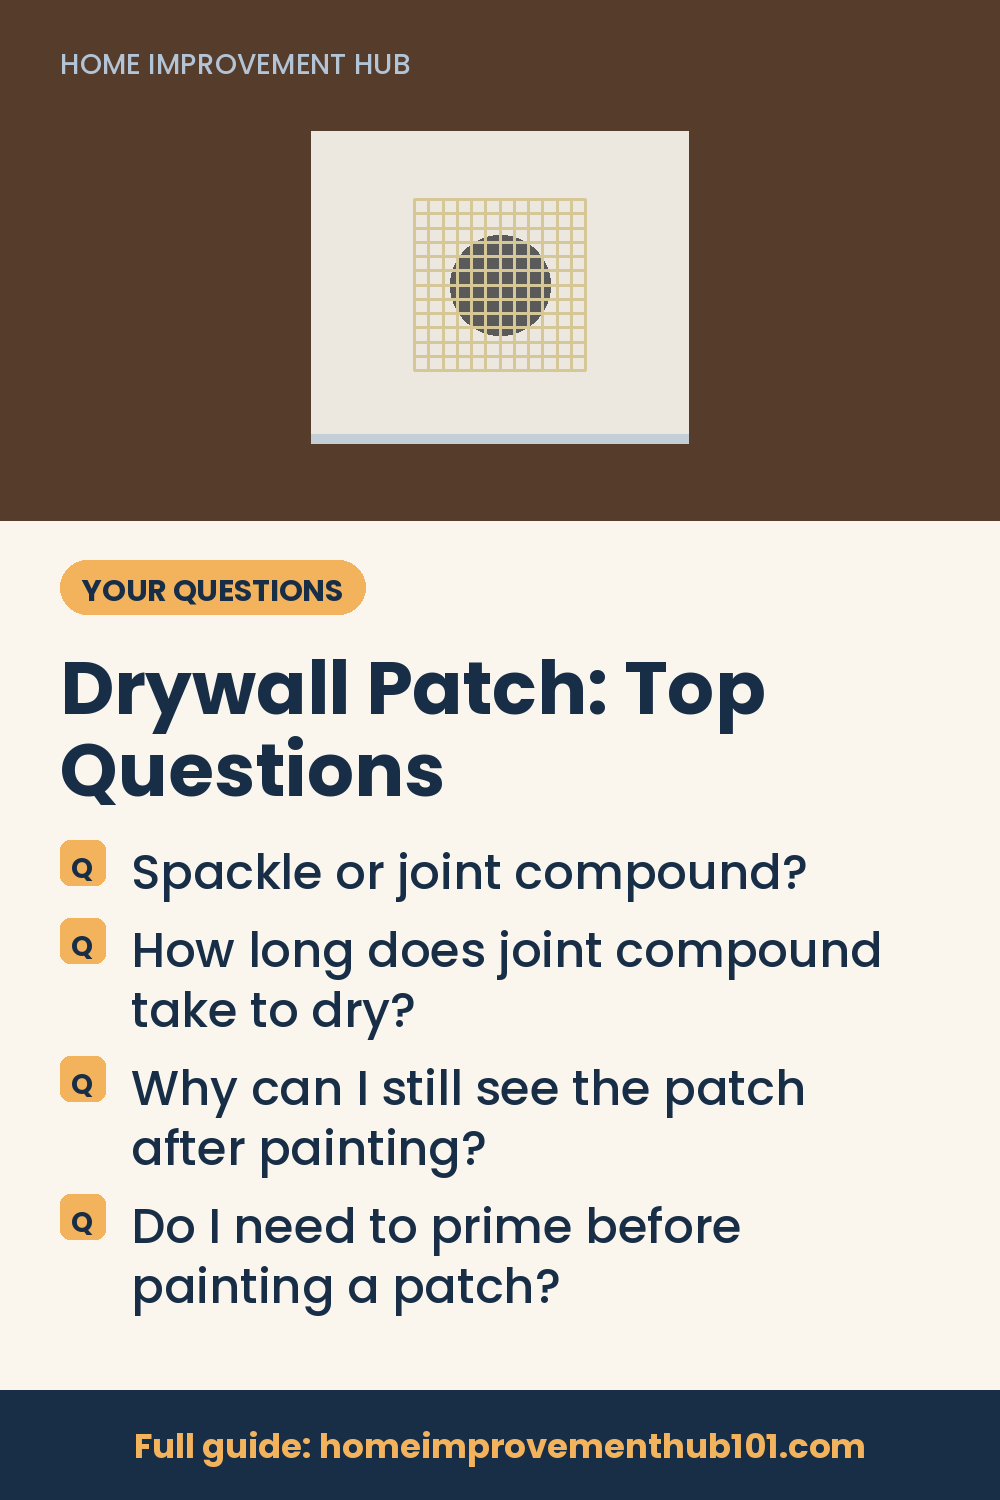 HOME IMPROVEMENT HUB
YOUR QUESTIONS
Drywall Patch: Top
Questions
Q Spackle or joint compound?
Q How long does joint compound
take to dry?
Q Why can I still see the patch
after painting?
Q Do I need to prime before
painting a patch?
Full guide: homeimprovementhub101.com